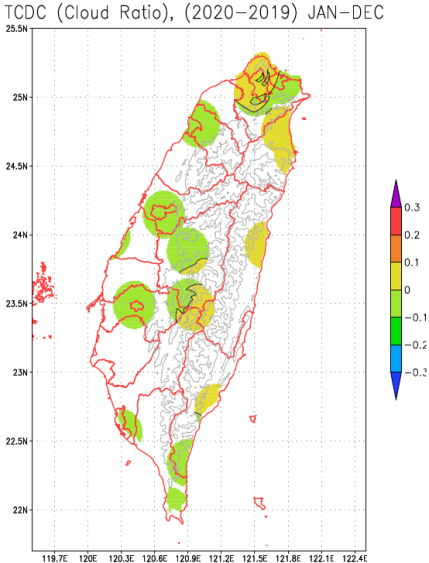 TCDC (Cloud Ratio), (2020−2019) JAN−DEC
25.5N
25N
24.5N
24N
23.5N
23N
22.5N
22N
119.7E 120E 120.3E 120.6E 120.9E 121.2E 121.5E 121.8E 122.1E 122.4E
0.3
0.2
0.1
0
−0.1
−0.2
−0.3